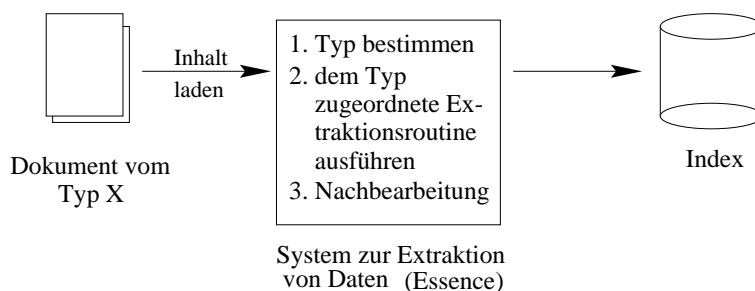 Dokument vom
Typ X
Inhalt
laden
1. Typ bestimmen
2. dem Typ
zugeordnete Ex-
traktionsroutine
ausführen
3. Nachbearbeitung
System zur Extraktion
von Daten (Essence)
Index